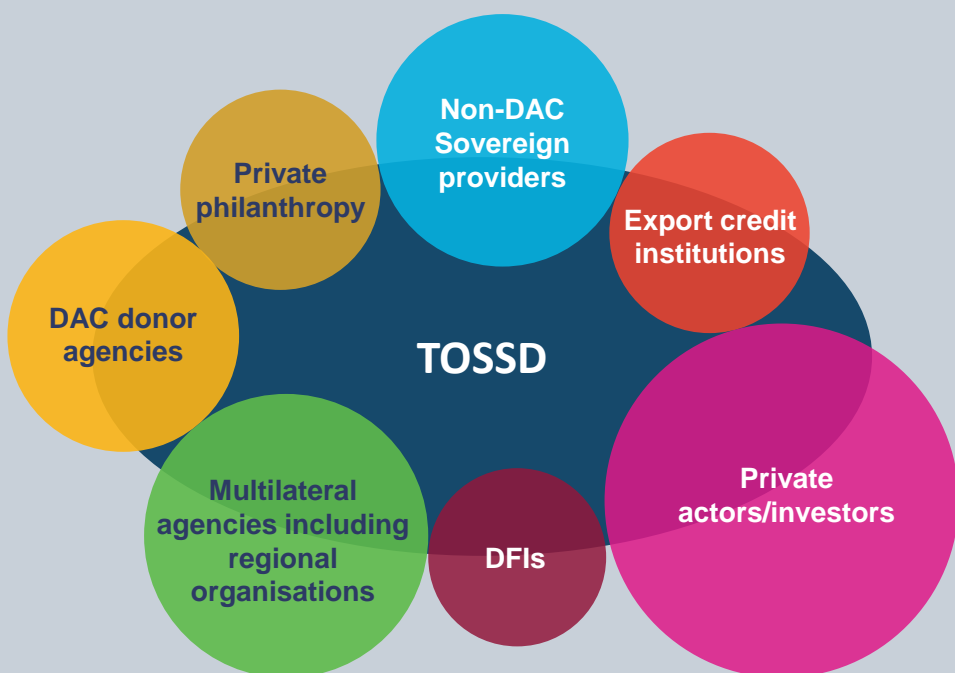 Non-DAC
Sovereign
providers
Private
philanthropy
Export credit
institutions
DAC donor
agencies
TOSSD
Multilateral
agencies including
regional
organisations
DFIs
Private
actors/investors